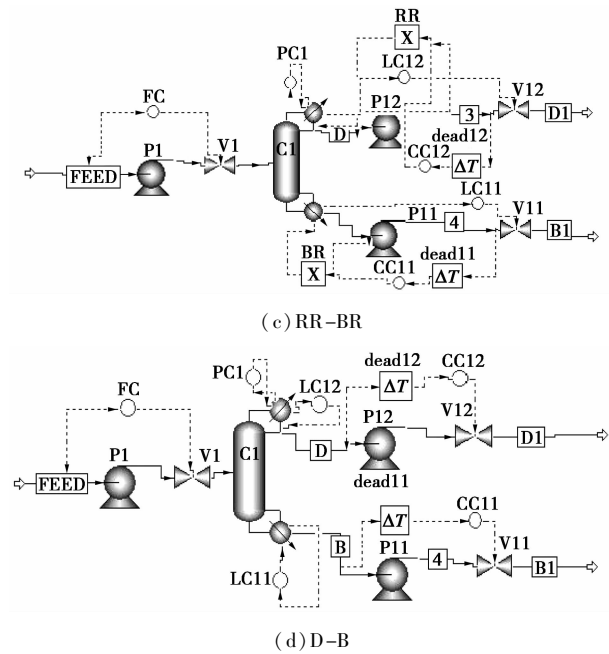 RR
X
PC1
LC12
FC
P12
V12
3
D1
D
P1
V1
C1
dead12
CC12
ΔT
FEED
LC11
P11
4
V11
B1
BR
dead11
X
CC11
ΔT
(c) RR-BR
dead12
CC12
PC1
LC12
ΔT
FC
P12
V12
C1
D
D1
P1
V1
dead11
CC11
FEED
ΔT
B
P11
V11
LC11
4
B1
(d) D-B